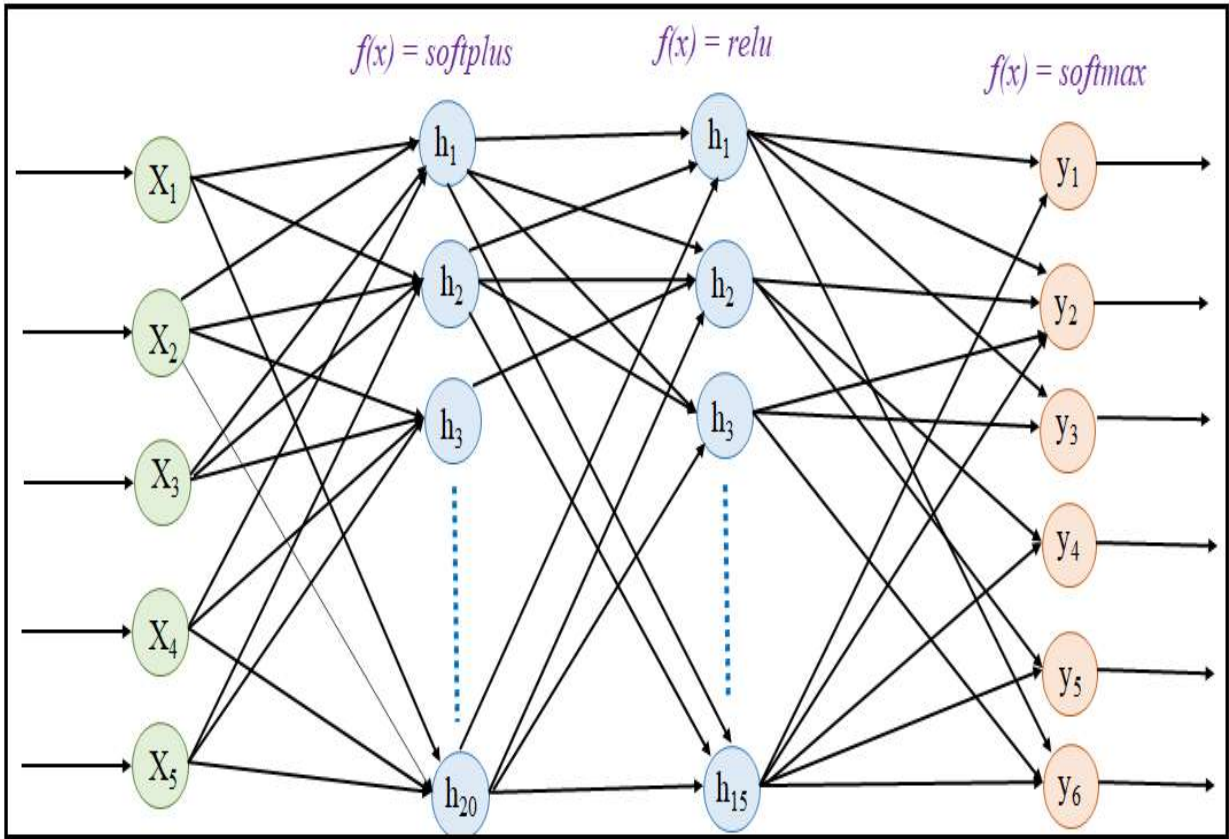 f(x) = softplus
f(x) = relu
f(x) = softmax
X1
X2
X3
X4
X5
h1
h2
h3
h20
h1
h2
h3
h15
y1
y2
y3
y4
y5
y6